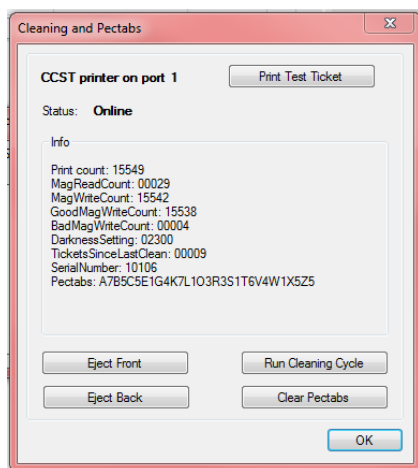 Cleaning and Pectabs
CCST printer on port 1
Print Test Ticket
Status: Online
Info
Print count: 15549
MagReadCount: 00029
MagWriteCount: 15542
GoodMagWriteCount: 15538
BadMagWriteCount: 00004
DarknessSetting: 02300
TicketsSinceLastClean: 00009
SerialNumber: 10106
Pectabs: A7B5C5E1G4K7L1O3R3S1T6V4W1X5Z5
Eject Front
Run Cleaning Cycle
Eject Back
Clear Pectabs
OK